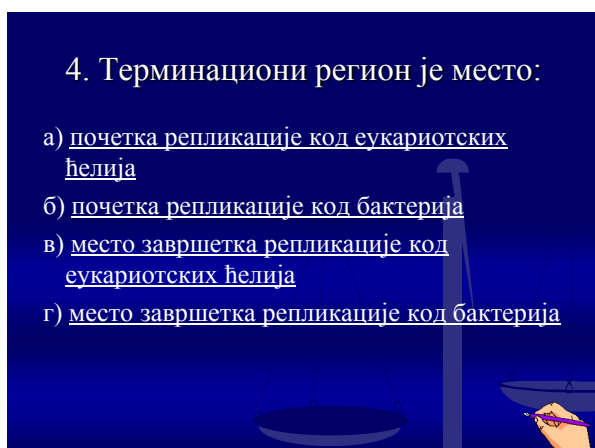 4. Терминациони регион је место:
а) почетка репликације код еукариотских
ћелија
б) почетка репликације код бактерија
в) место завршетка репликације код
еукариотских ћелија
г) место завршетка репликације код бактерија